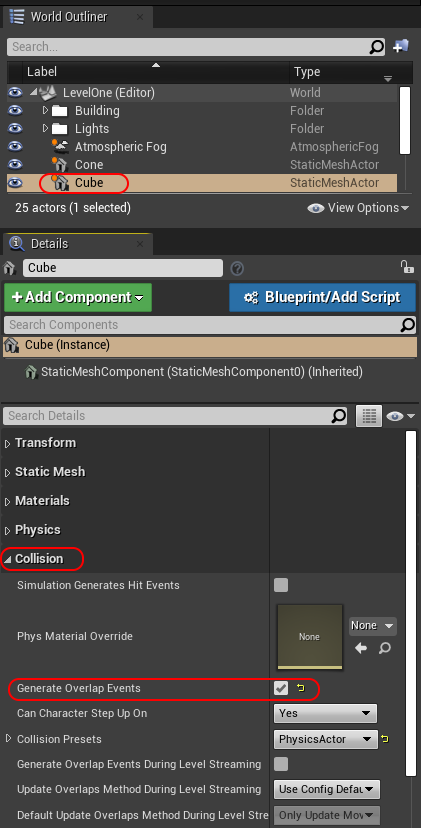 World Outliner
Search...
Label Type
LevelOne (Editor) World
Building Folder
Lights Folder
Atmospheric Fog AtmosphericFog
Cone StaticMeshActor
Cube StaticMeshActor
25 actors (1 selected) View Options
Details
Cube
+Add Component Blueprint/Add Script
Search Components
Cube (Instance)
StaticMeshComponent (StaticMeshComponent0) (Inherited)
Search Details
Transform
Static Mesh
Materials
Physics
Collision
Simulation Generates Hit Events
Phys Material Override None None
Generate Overlap Events
Can Character Step Up On Yes
Collision Presets PhysicsActor
Generate Overlap Events During Level Streaming
Update Overlaps Method During Level Streaming Use Config Defau
Default Update Overlaps Method During Level Stre Only Update Mov